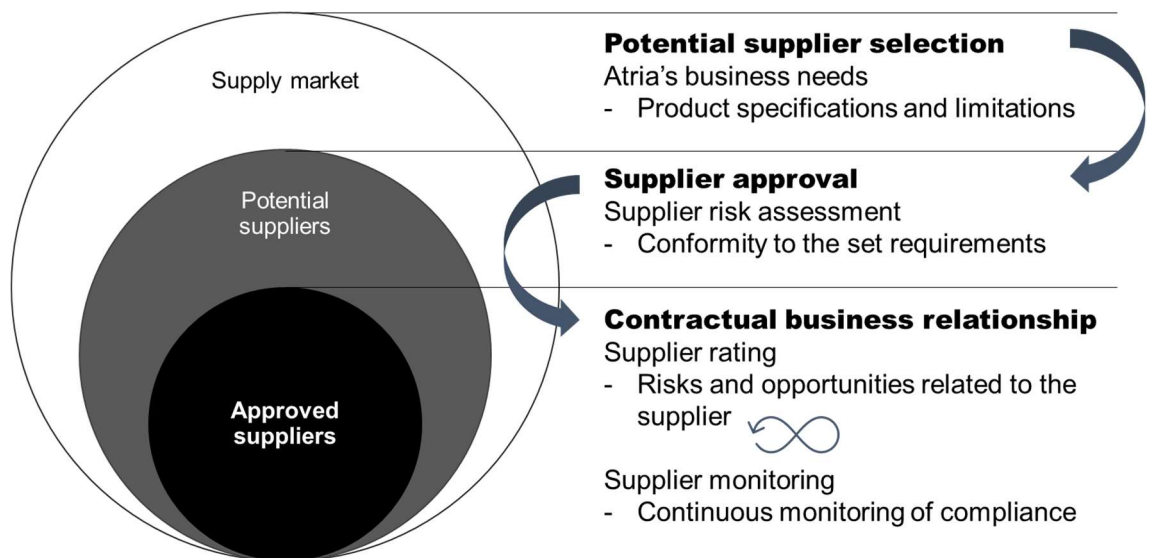 Supply market
Potential
suppliers
Approved
suppliers
Potential supplier selection
Atria’s business needs
- Product specifications and limitations
Supplier approval
Supplier risk assessment
- Conformity to the set requirements
Contractual business relationship
Supplier rating
- Risks and opportunities related to the
supplier
Supplier monitoring
- Continuous monitoring of compliance